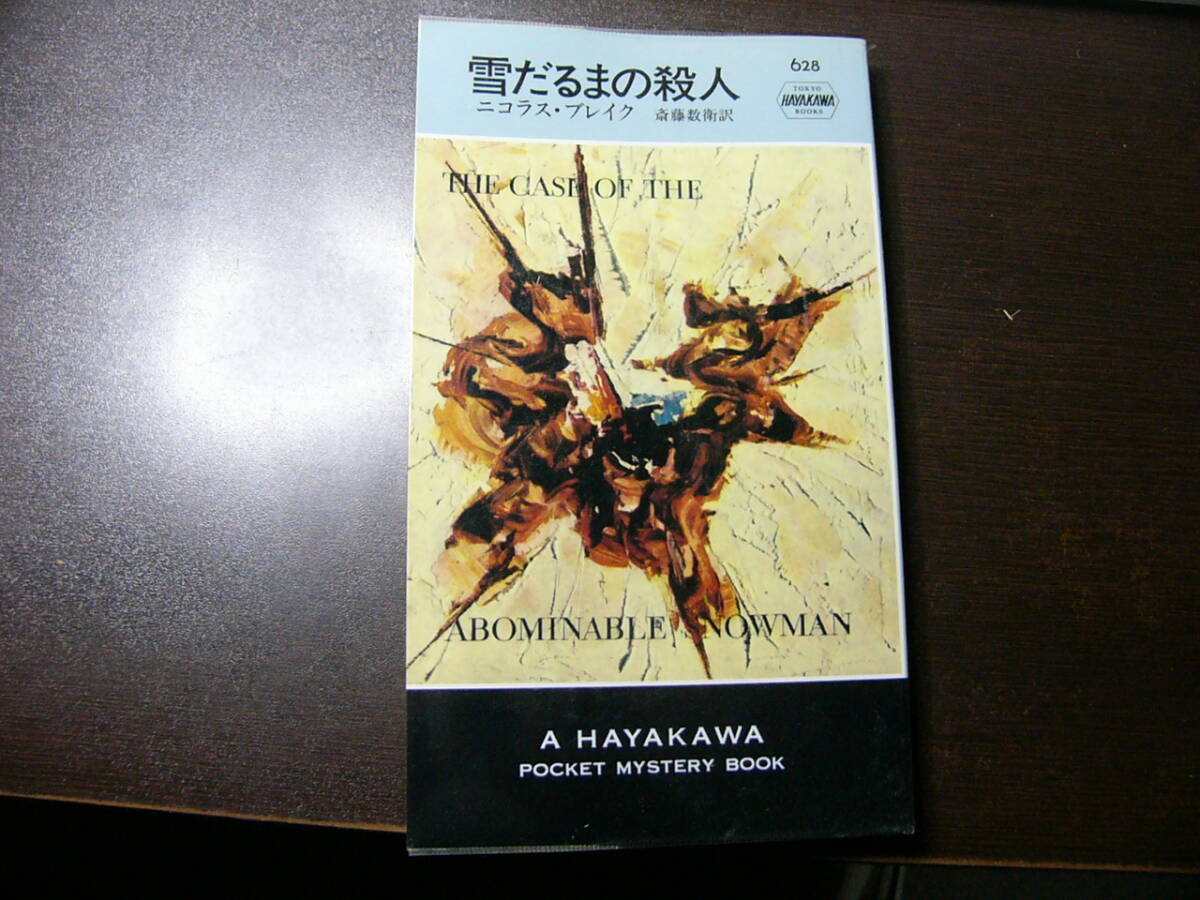 雪だるまの殺人
ニコラス・ブレイク 斎藤数衛訳
628
TOKYO
HAYAKAWA
BOOKS
THE CASE OF THE
ABOMINABLE SNOWMAN
A HAYAKAWA
POCKET MYSTERY BOOK